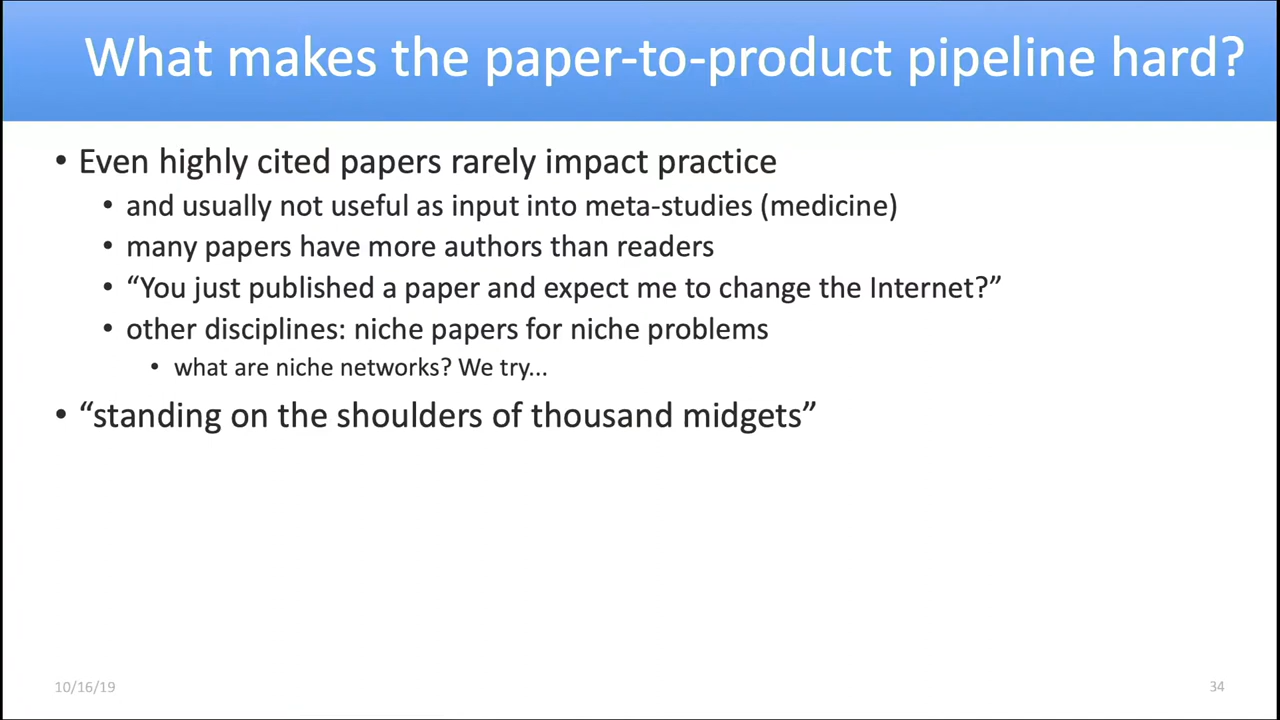 What makes the paper-to-product pipeline hard?
• Even highly cited papers rarely impact practice
• and usually not useful as input into meta-studies (medicine)
• many papers have more authors than readers
• “You just published a paper and expect me to change the Internet?”
• other disciplines: niche papers for niche problems
• what are niche networks? We try...
• “standing on the shoulders of thousand midgets”
10/16/19
34